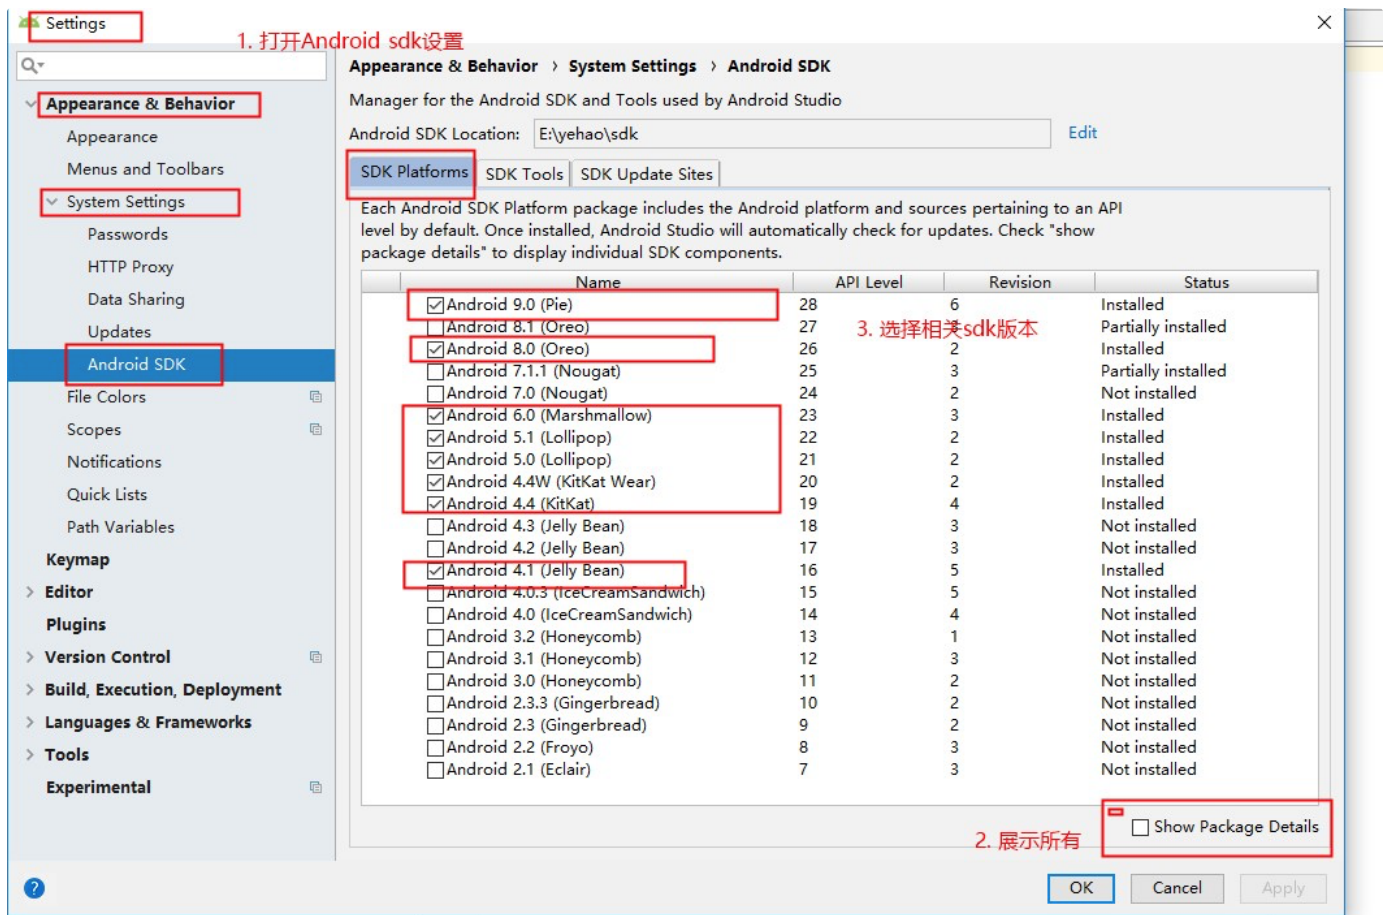 Settings
1. 打开Android sdk设置
Appearance & Behavior › System Settings › Android SDK
Manager for the Android SDK and Tools used by Android Studio
Android SDK Location: E:\yehao\sdk Edit
Appearance & Behavior
Appearance
Menus and Toolbars
System Settings
Passwords
HTTP Proxy
Data Sharing
Updates
Android SDK
File Colors
Scopes
Notifications
Quick Lists
Path Variables
Keymap
Editor
Plugins
Version Control
Build, Execution, Deployment
Languages & Frameworks
Tools
Experimental
SDK Platforms SDK Tools SDK Update Sites
Each Android SDK Platform package includes the Android platform and sources pertaining to an API
level by default. Once installed, Android Studio will automatically check for updates. Check "show
package details" to display individual SDK components.
Name API Level Revision Status
Android 9.0 (Pie) 28 6 Installed
Android 8.1 (Oreo) 27 Partially installed
3. 选择相关sdk版本
Android 8.0 (Oreo) 26 2 Installed
Android 7.1.1 (Nougat) 25 3 Partially installed
Android 7.0 (Nougat) 24 2 Not installed
Android 6.0 (Marshmallow) 23 3 Installed
Android 5.1 (Lollipop) 22 2 Installed
Android 5.0 (Lollipop) 21 2 Installed
Android 4.4W (KitKat Wear) 20 2 Installed
Android 4.4 (KitKat) 19 4 Installed
Android 4.3 (Jelly Bean) 18 3 Not installed
Android 4.2 (Jelly Bean) 17 3 Not installed
Android 4.1 (Jelly Bean) 16 5 Installed
Android 4.0.3 (IceCreamSandwich) 15 5 Not installed
Android 4.0 (IceCreamSandwich) 14 4 Not installed
Android 3.2 (Honeycomb) 13 1 Not installed
Android 3.1 (Honeycomb) 12 3 Not installed
Android 3.0 (Honeycomb) 11 2 Not installed
Android 2.3.3 (Gingerbread) 10 2 Not installed
Android 2.3 (Gingerbread) 9 2 Not installed
Android 2.2 (Froyo) 8 3 Not installed
Android 2.1 (Eclair) 7 3 Not installed
Show Package Details
2. 展示所有
? OK Cancel Apply